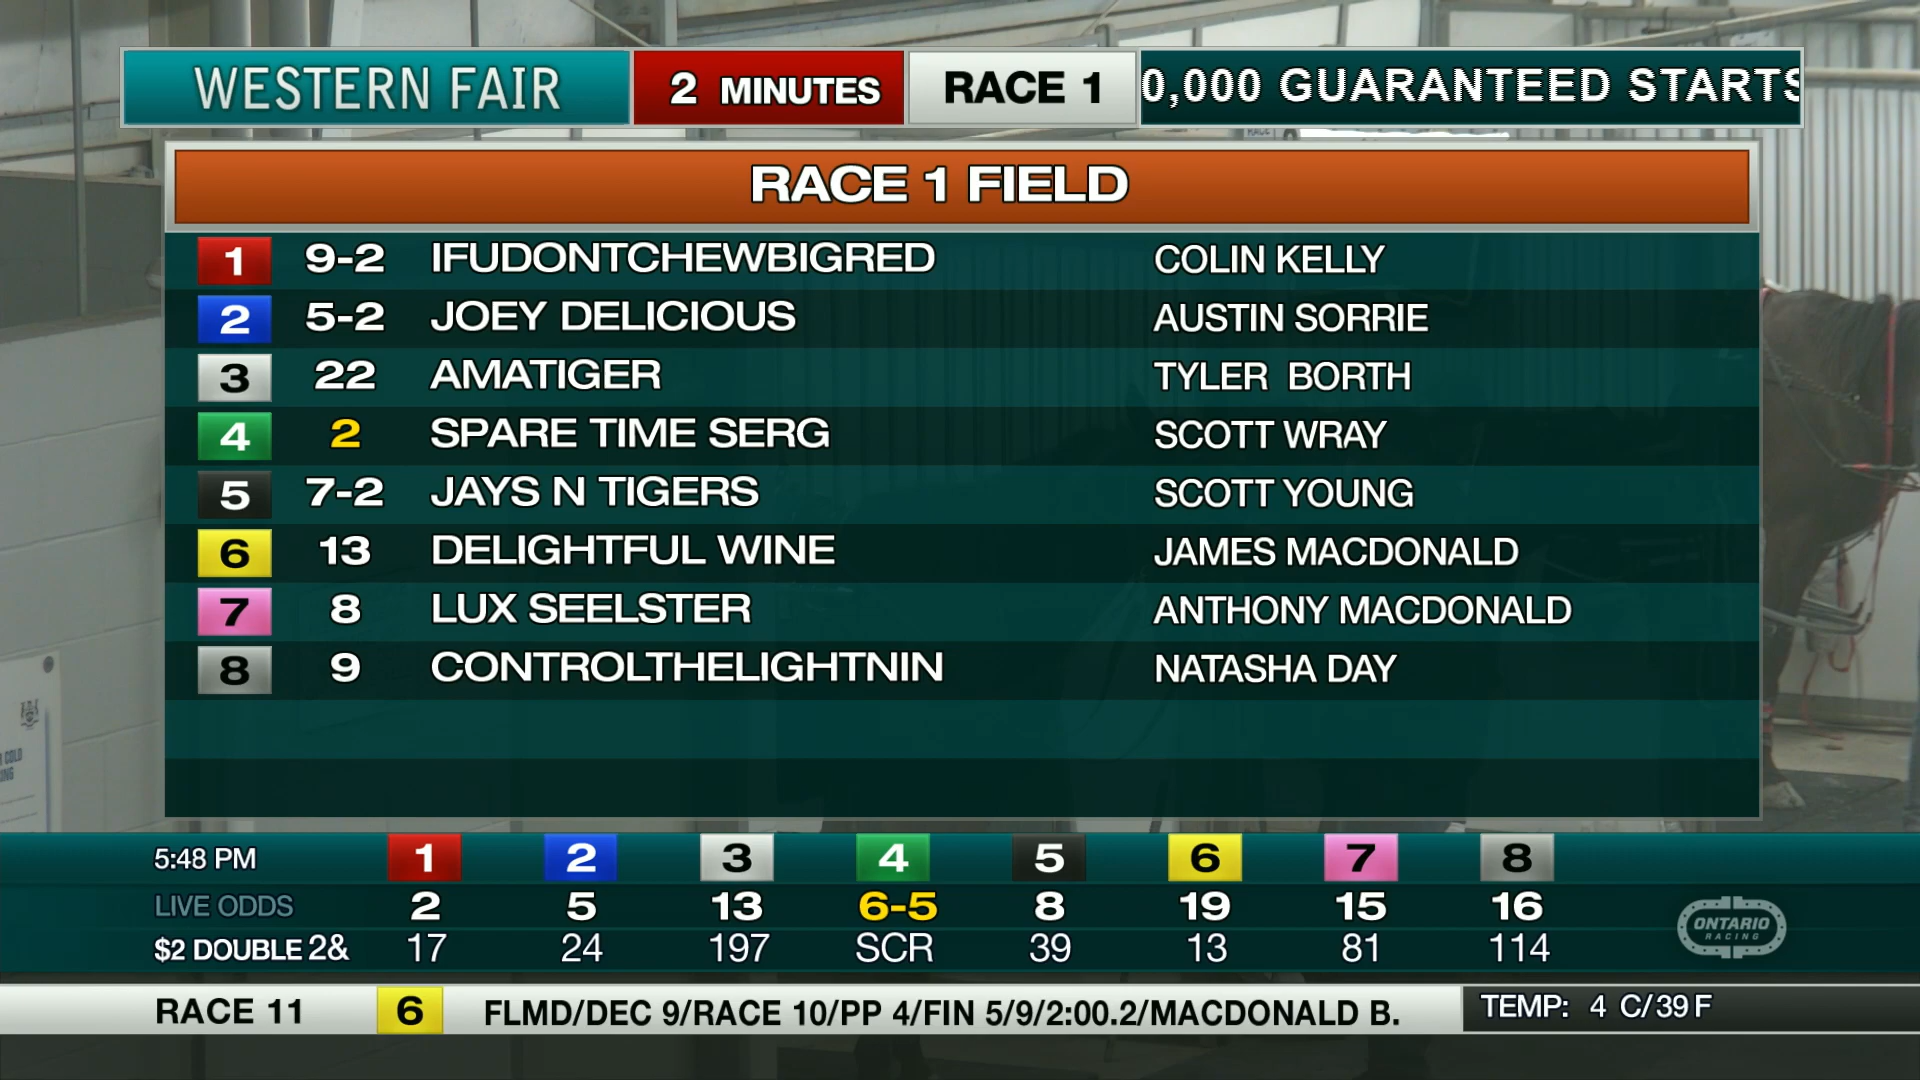 WESTERN FAIR 2 MINUTES RACE 1 0,000 GUARANTEED STARTS
RACE 1 FIELD
1 9-2 IFUDONTCHEWBIGRED COLIN KELLY
2 5-2 JOEY DELICIOUS AUSTIN SORRIE
3 22 AMATIGER TYLER BORTH
4 2 SPARE TIME SERG SCOTT WRAY
5 7-2 JAYS N TIGERS SCOTT YOUNG
6 13 DELIGHTFUL WINE JAMES MACDONALD
7 8 LUX SEELSTER ANTHONY MACDONALD
8 9 CONTROLTHELIGHTNIN NATASHA DAY
5:48 PM 1 2 3 4 5 6 7 8
LIVE ODDS 2 5 13 6-5 8 19 15 16
$2 DOUBLE 2& 17 24 197 SCR 39 13 81 114
ONTARIO
RACING
RACE 11 6 FLMD/DEC 9/RACE 10/PP 4/FIN 5/9/2:00.2/MACDONALD B. TEMP: 4 C/39 F